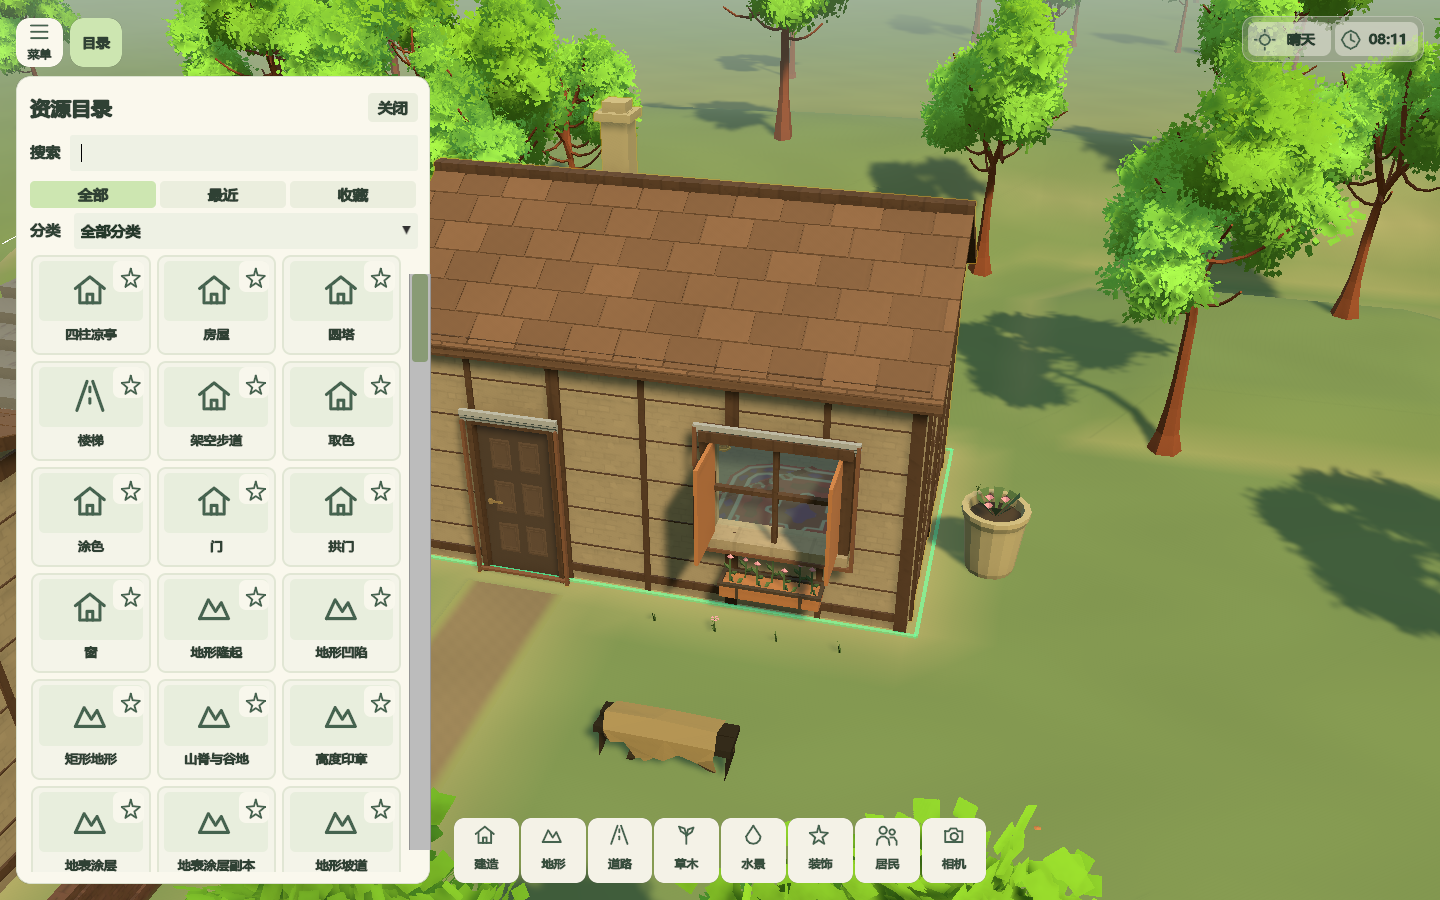 菜单
目录
晴天
08:11
资源目录
关闭
搜索
全部
最近
收藏
分类
全部分类
四柱凉亭
房屋
圆塔
楼梯
架空步道
取色
涂色
门
拱门
窗
地形隆起
地形凹陷
矩形地形
山脊与谷地
高度印章
地表涂层
地表涂层副本
地形坡道
建造
地形
道路
草木
水景
装饰
居民
相机